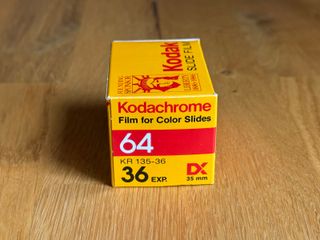 Kodak
SLIDE FILM
Kodachrome
Film for Color Slides
64
KR 135-36
36 EXP.
DX
35 mm